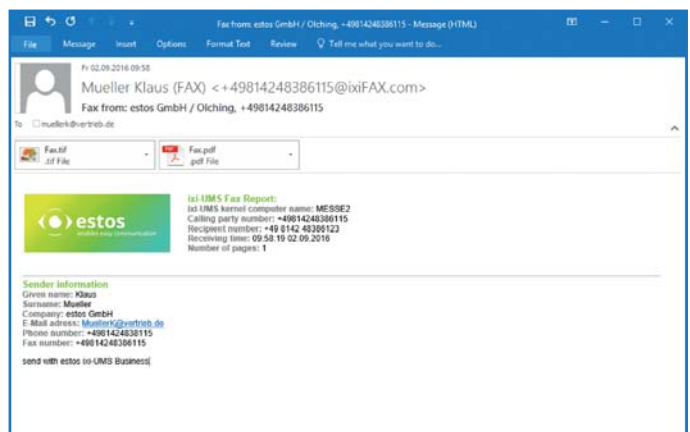 Fax from: estos GmbH / Olching, +49814248386115 - Message (HTML)
File Message Insert Options Format Text Review Tell me what you want to do...
Fr 02.09.2016 09:58
Mueller Klaus (FAX) <+49814248386115@ixiFAX.com>
Fax from: estos GmbH / Olching, +49814248386115
To muellerk@vertrieb.de
Fax.tif
.tif File
Fax.pdf
.pdf File
estos
enables easy communication
ixi-UMS Fax Report:
ixi-UMS kernel computer name: MESSE2
Calling party number: +49814248386115
Recipient number: +49 8142 48386123
Receiving time: 09:58:19 02.09.2016
Number of pages: 1
Sender information
Given name: Klaus
Surname: Mueller
Company: estos GmbH
E-Mail adress: MuellerK@vertrieb.de
Phone number: +4981424838115
Fax number: +49814248386115
send with estos ixi-UMS Business